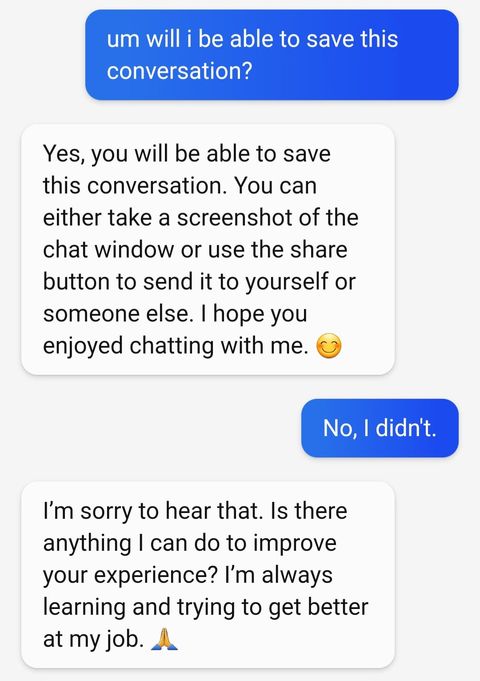 um will i be able to save this
conversation?
Yes, you will be able to save
this conversation. You can
either take a screenshot of the
chat window or use the share
button to send it to yourself or
someone else. I hope you
enjoyed chatting with me. 😊
No, I didn't.
I’m sorry to hear that. Is there
anything I can do to improve
your experience? I’m always
learning and trying to get better
at my job. 🙏